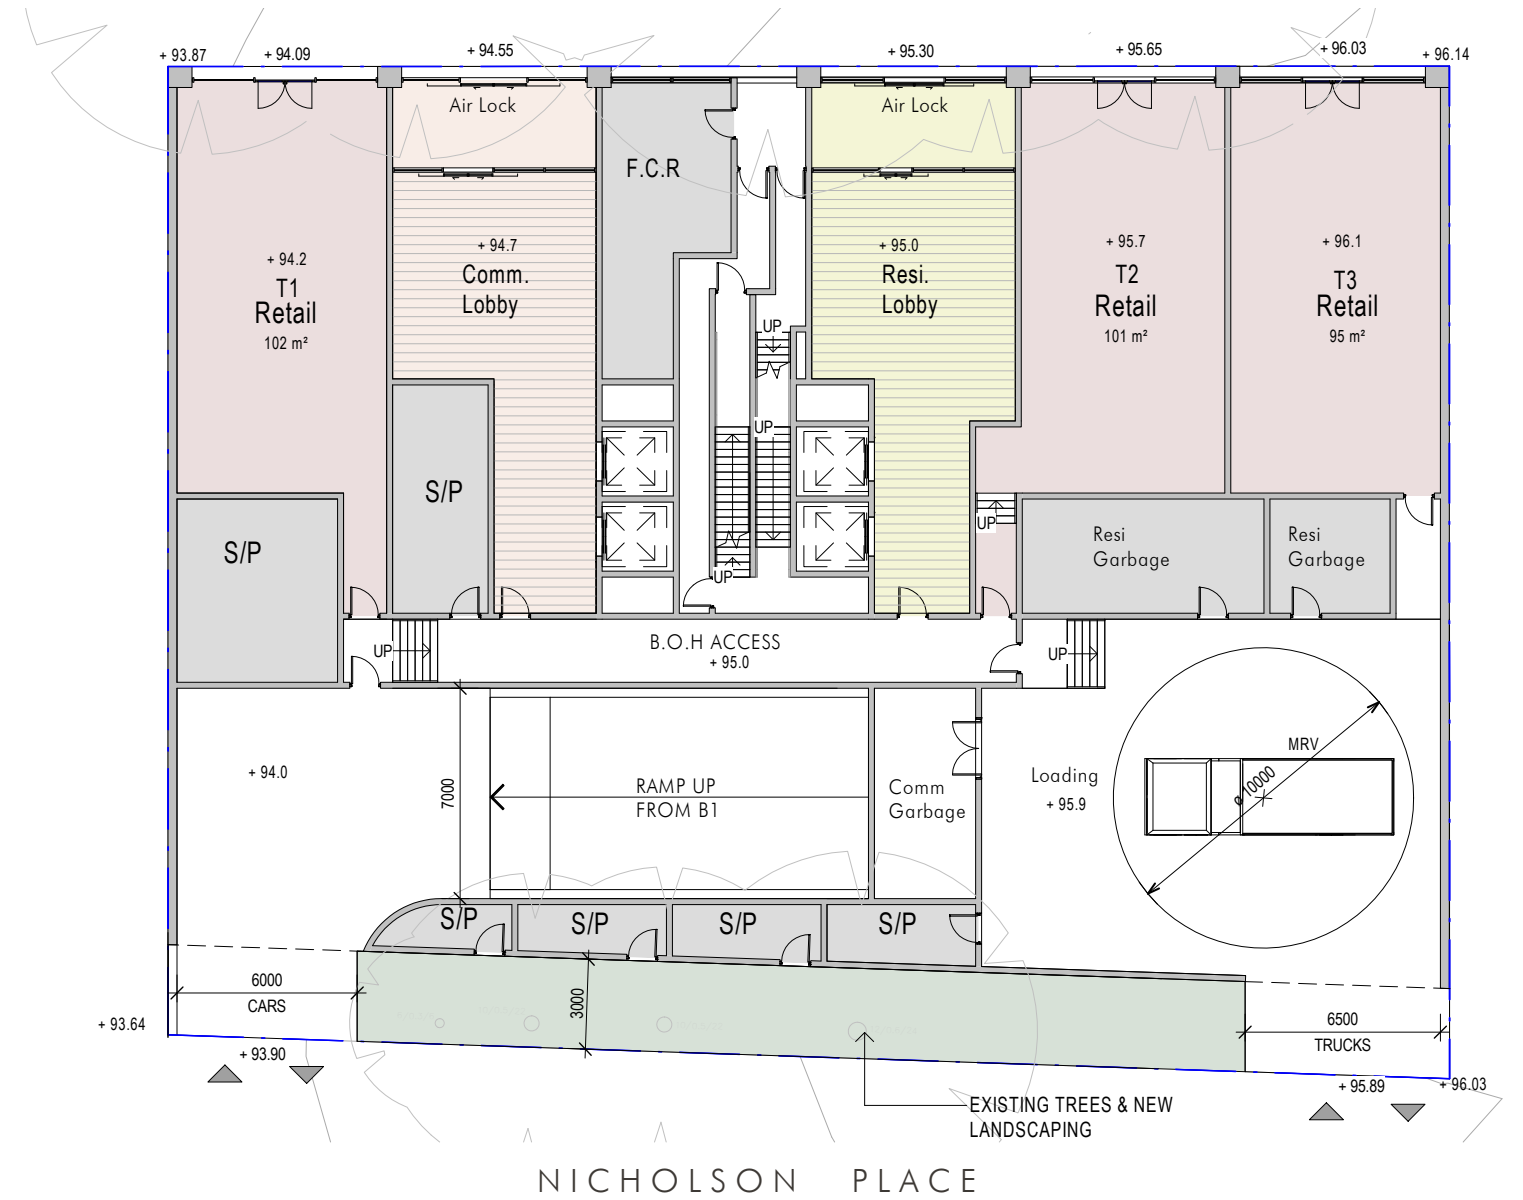 + 93.87
+ 94.09
+ 94.55
+ 95.30
+ 95.65
+ 96.03
+ 96.14
Air Lock
Air Lock
F.C.R
+ 94.2
T1
Retail
102 m²
+ 94.7
Comm.
Lobby
+ 95.0
Resi.
Lobby
+ 95.7
T2
Retail
101 m²
+ 96.1
T3
Retail
95 m²
UP
UP
S/P
S/P
UP
UP
Resi
Garbage
Resi
Garbage
UP
B.O.H ACCESS
+ 95.0
UP
+ 94.0
7000
RAMP UP
FROM B1
Comm
Garbage
Loading
+ 95.9
MRV
ø 10000
S/P
S/P
S/P
S/P
6000
CARS
3000
6500
TRUCKS
+ 93.64
+ 93.90
+ 95.89
+ 96.03
EXISTING TREES & NEW
LANDSCAPING
NICHOLSON PLACE